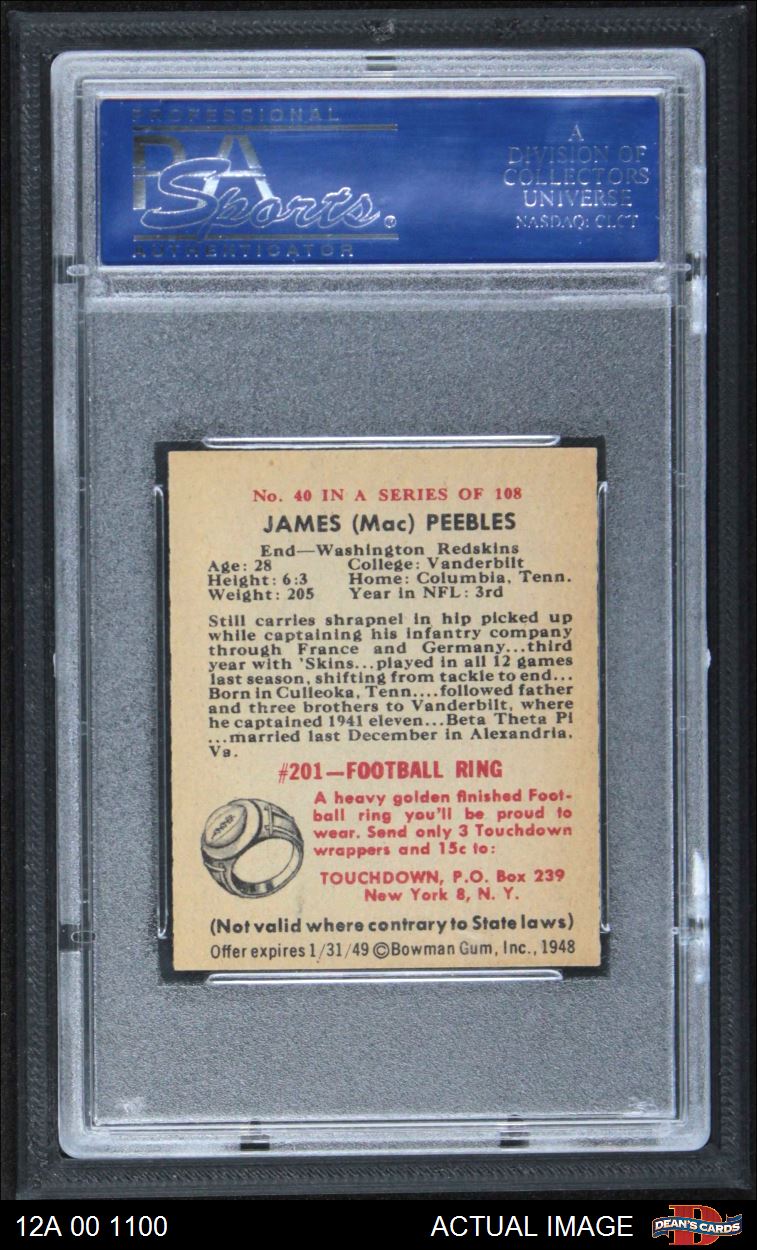 PROFESSIONAL
PSA
Sports®
AUTHENTICATOR
A
DIVISION OF
COLLECTORS
UNIVERSE
NASDAQ: CLCT
No. 40 IN A SERIES OF 108
JAMES (Mac) PEEBLES
End—Washington Redskins
Age: 28 College: Vanderbilt
Height: 6:3 Home: Columbia, Tenn.
Weight: 205 Year in NFL: 3rd
Still carries shrapnel in hip picked up
while captaining his infantry company
through France and Germany...third
year with 'Skins...played in all 12 games
last season, shifting from tackle to end...
Born in Culleoka, Tenn....followed father
and three brothers to Vanderbilt, where
he captained 1941 eleven...Beta Theta Pi
...married last December in Alexandria,
Va.
#201—FOOTBALL RING
A heavy golden finished Foot-
ball ring you'll be proud to
wear. Send only 3 Touchdown
wrappers and 15c to:
TOUCHDOWN, P.O. Box 239
New York 8, N. Y.
(Not valid where contrary to State laws)
Offer expires 1/31/49 ©Bowman Gum, Inc., 1948
12A 00 1100
ACTUAL IMAGE
DEAN'S CARDS